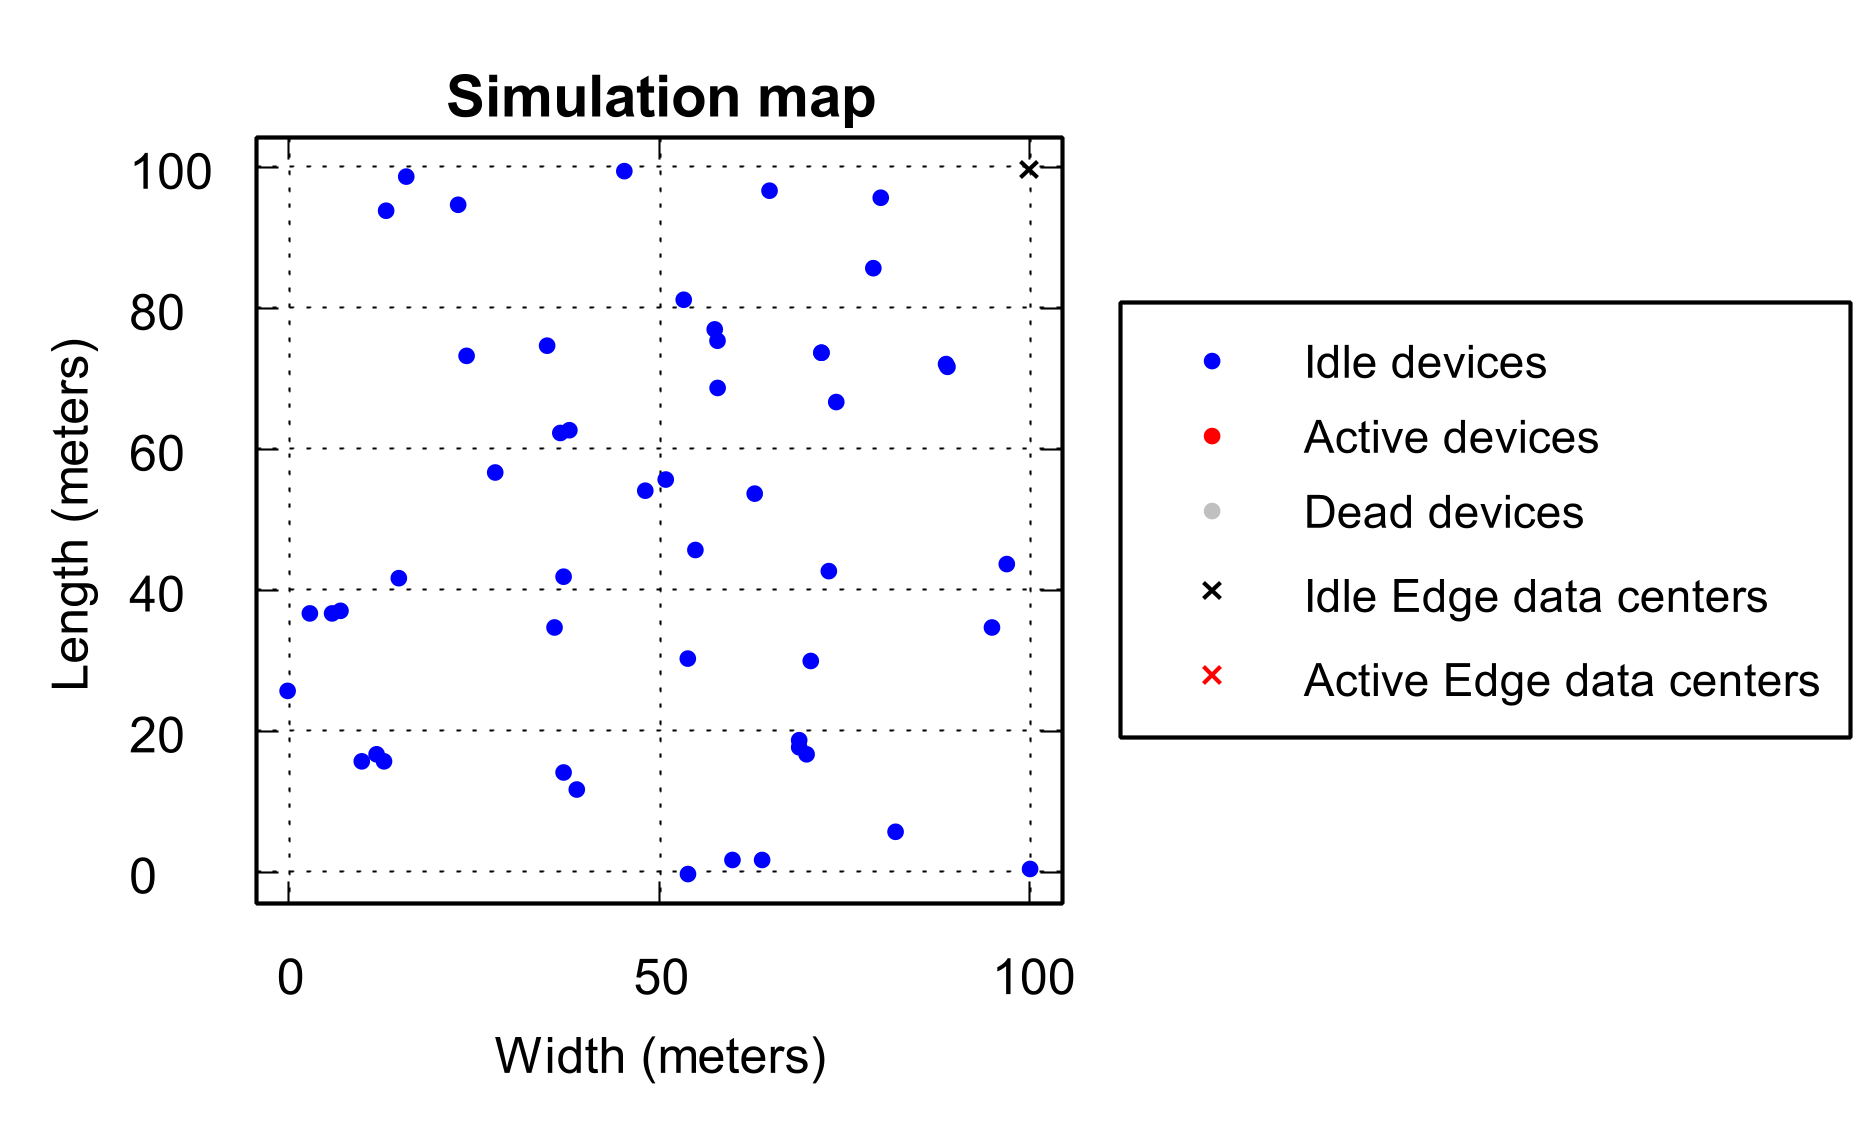 Simulation map
100
80
60
40
20
0
Length (meters)
0 50 100
Width (meters)
Idle devices
Active devices
Dead devices
Idle Edge data centers
Active Edge data centers